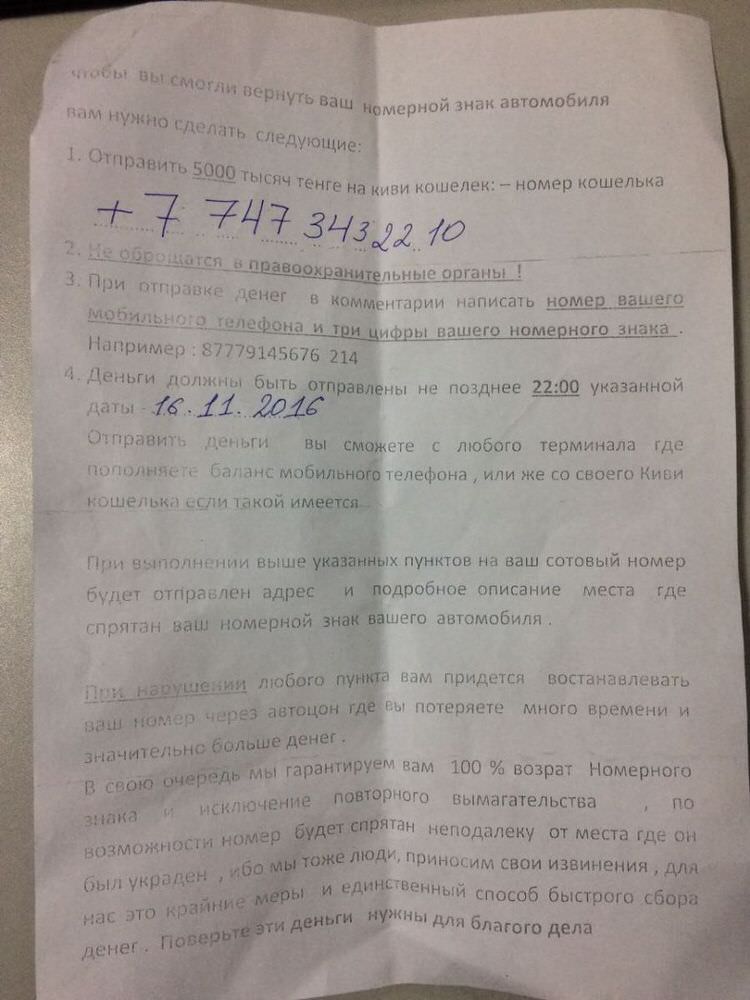 чтобы вы смогли вернуть ваш номерной знак автомобиля
вам нужно сделать следующие:
1. Отправить 5000 тысяч тенге на киви кошелек: – номер кошелька
+7 747 343 22 10
2. Не оброщатся в правоохранительные органы !
3. При отправке денег в комментарии написать номер вашего
мобильного телефона и три цифры вашего номерного знака .
Например : 87779145676 214
4. Деньги должны быть отправлены не позднее 22:00 указанной
даты - 16.11.2016
Отправить деньги вы сможете с любого терминала где
пополняете баланс мобильного телефона , или же со своего Киви
кошелька если такой имеется
При выполнении выше указанных пунктов на ваш сотовый номер
будет отправлен адрес и подробное описание места где
спрятан ваш номерной знак вашего автомобиля .
При нарушении любого пункта вам придется востанавлевать
ваш номер через автоцон где вы потеряете много времени и
значительно больше денег .
В свою очередь мы гарантируем вам 100 % возрат Номерного
знака и исключение повторного вымагательства , по
возможности номер будет спрятан неподалеку от места где он
был украден , ибо мы тоже люди, приносим свои извинения , для
нас это крайние меры и единственный способ быстрого сбора
денег . Поверьте эти деньги нужны для благого дела